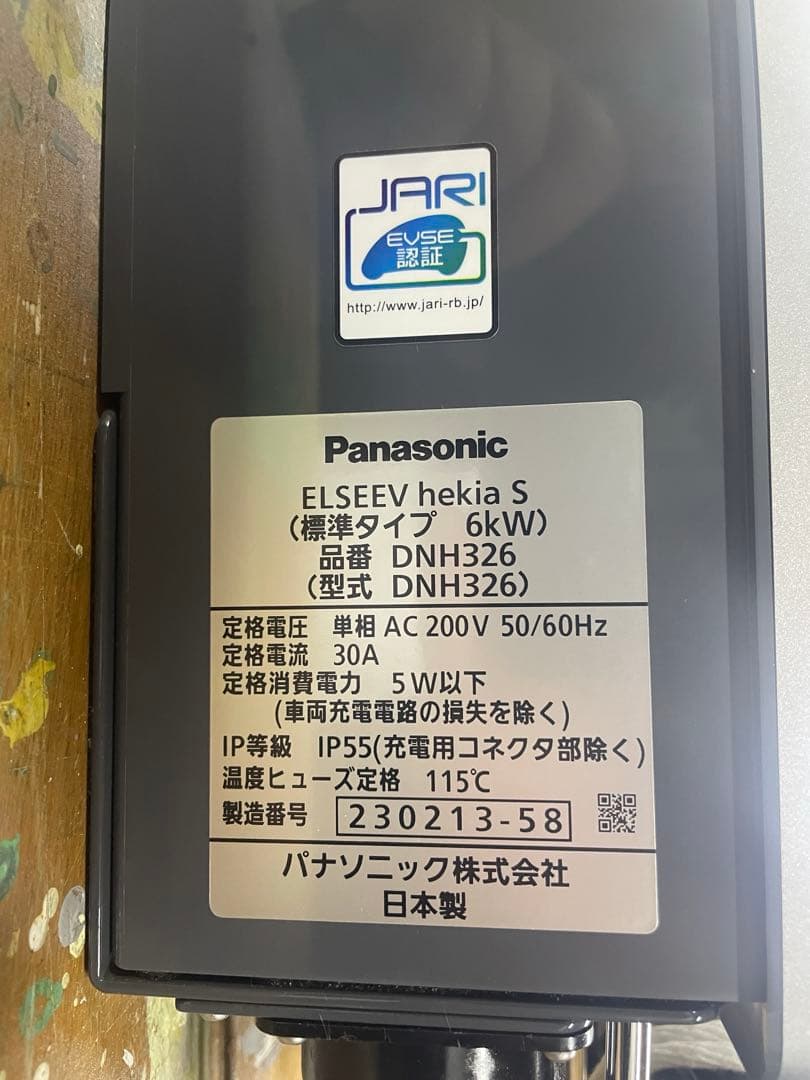 JARI
EVSE
認証
http://www.jari-rb.jp/
Panasonic
ELSEEV hekia S
（標準タイプ　6kW）
品番　DNH326
（型式　DNH326）
定格電圧　単相 AC 200V 50/60Hz
定格電流　30A
定格消費電力　5W以下
(車両充電電路の損失を除く)
IP等級　IP55(充電用コネクタ部除く)
温度ヒューズ定格　115℃
製造番号　230213-58
パナソニック株式会社
日本製